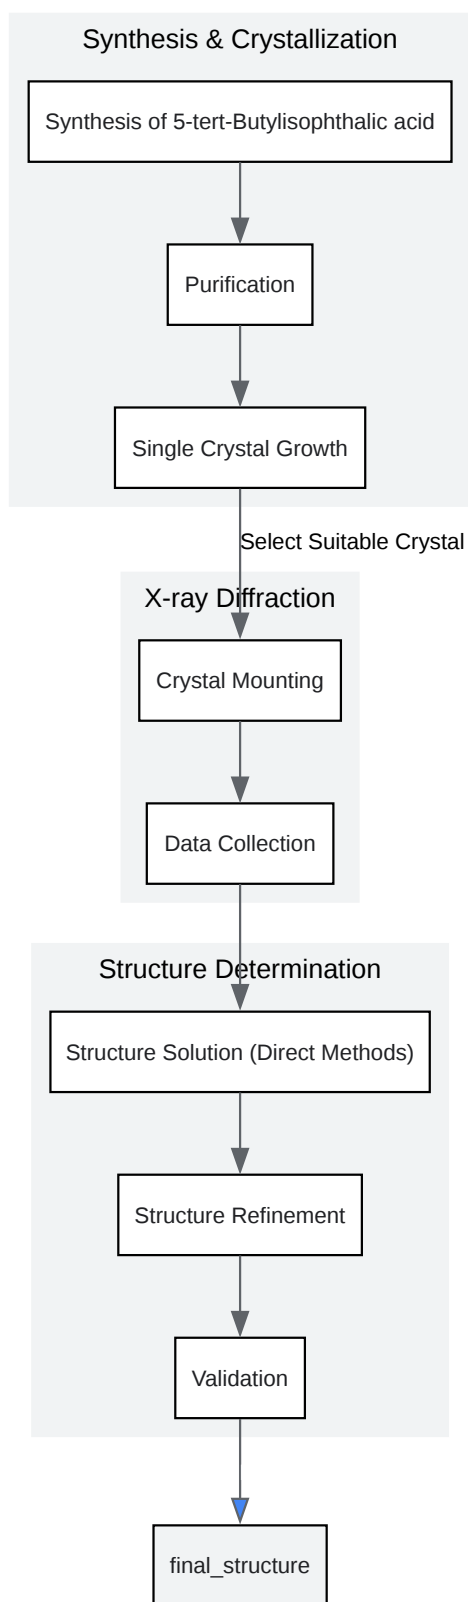 Synthesis & Crystallization
Synthesis of 5-tert-Butylisophthalic acid
Purification
Single Crystal Growth
Select Suitable Crystal
X-ray Diffraction
Crystal Mounting
Data Collection
Structure Determination
Structure Solution (Direct Methods)
Structure Refinement
Validation
final_structure